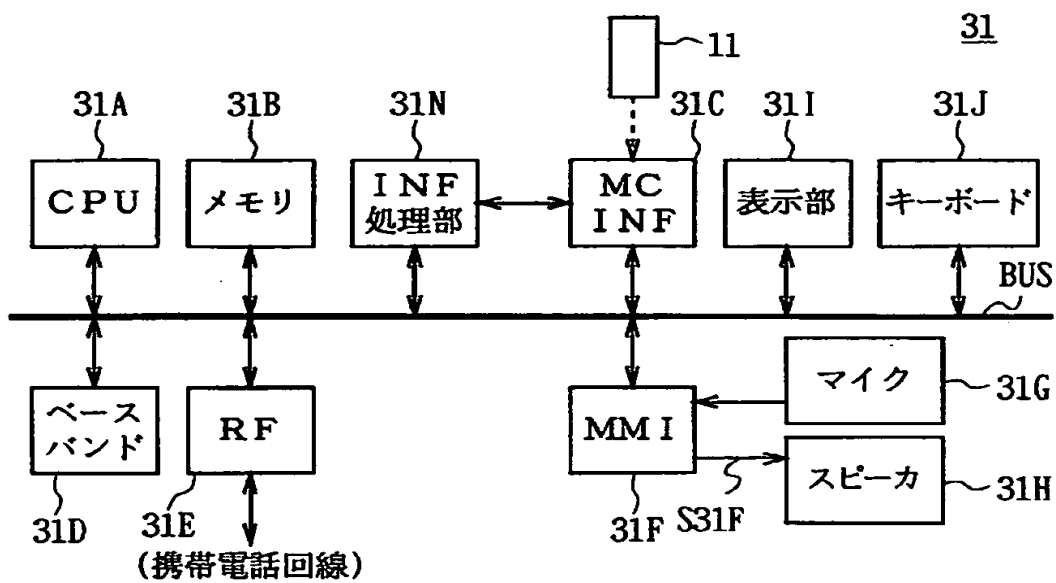 31
11
31A
31B
31N
31C
31I
31J
CPU
メモリ
INF
処理部
MC
INF
表示部
キーボード
BUS
ベース
バンド
RF
MMI
マイク
31G
スピーカ
31H
31D
31E
31F
S31F
(携帯電話回線)